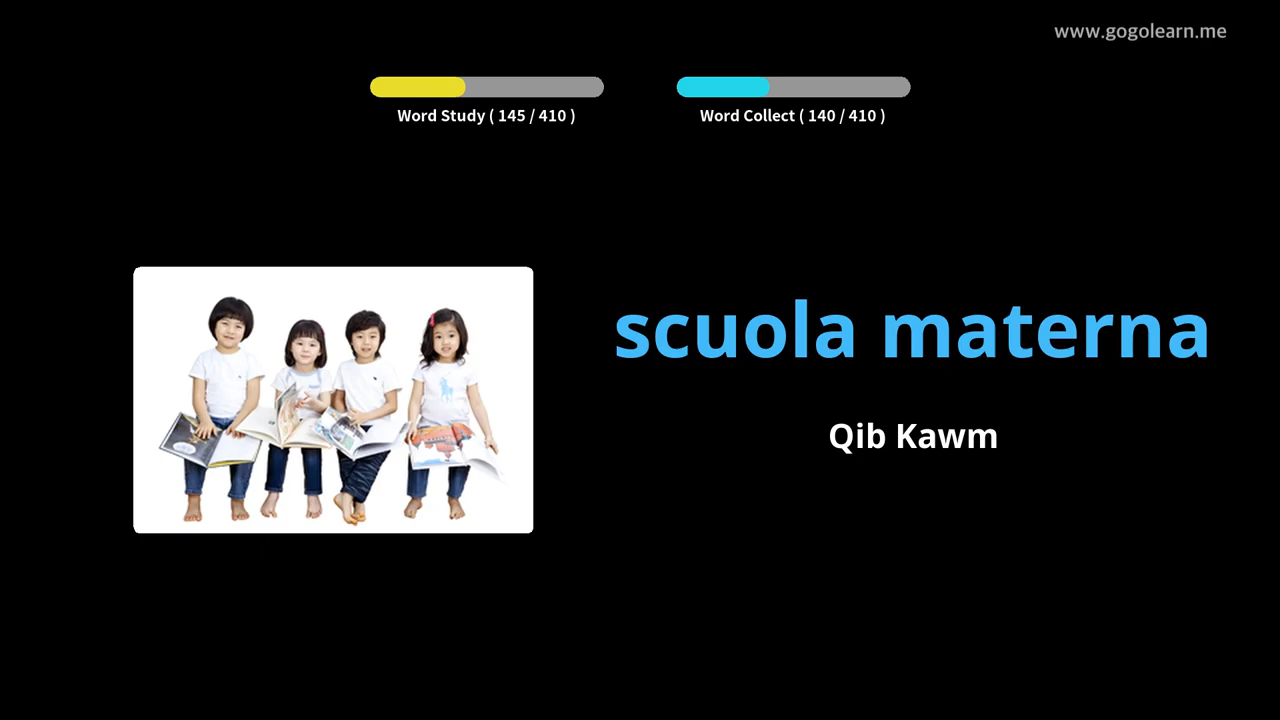 www.gogolearn.me
Word Study ( 145 / 410 )
Word Collect ( 140 / 410 )
scuola materna
Qib Kawm